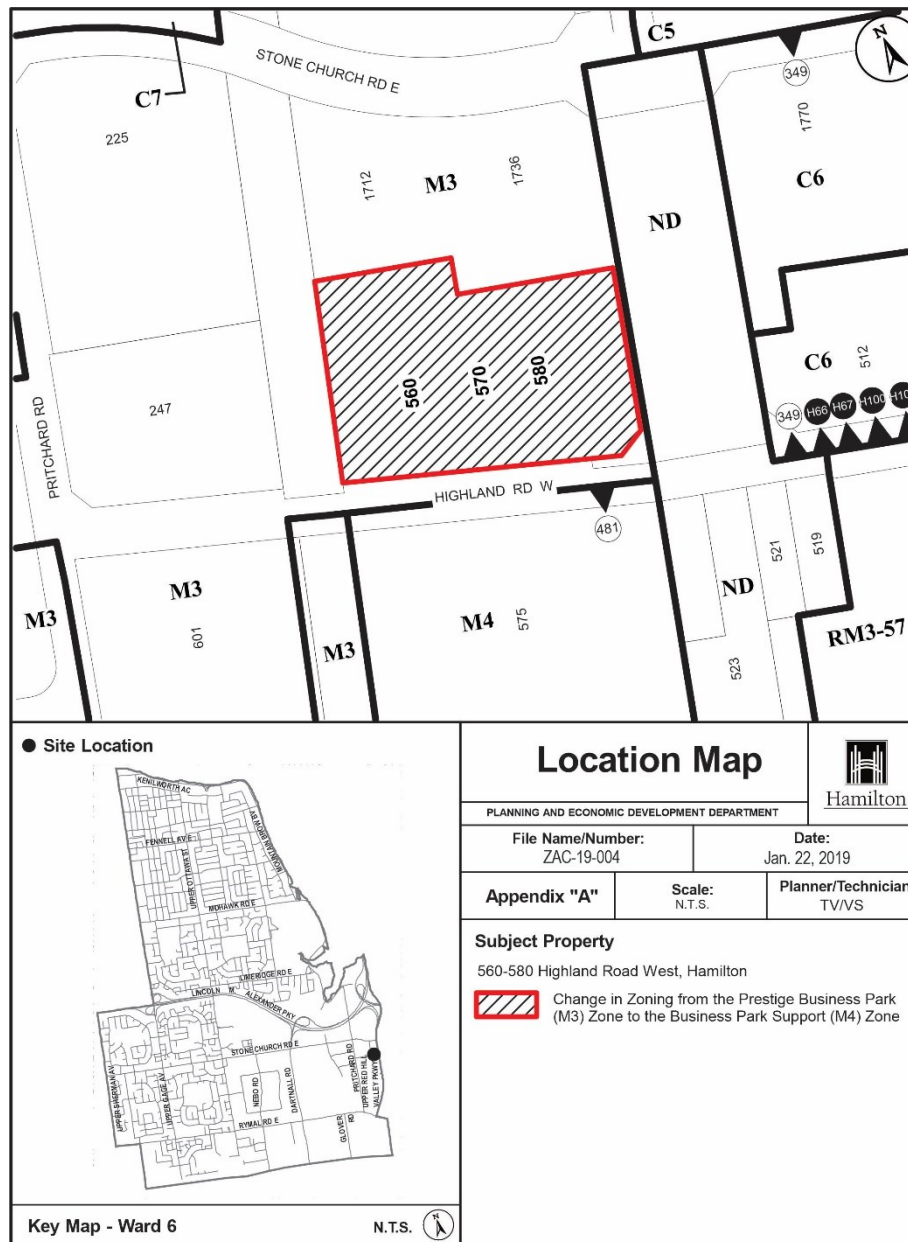 STONE CHURCH RD E
C5
N
349
C7
225
1712
M3
1736
1770
C6
ND
560
570
580
C6
512
349
H66
H67
H100
PRITCHARD RD
247
HIGHLAND RD W
481
M3
M3
601
M3
M4
575
ND
521
519
523
RM3-57
Site Location
KENILWORTH AC
MOUNTAIN BROW BV
FENNELL AV E
UPPER OTTAWA ST
MOHAWK RD E
LIMERIDGE RD E
LINCOLN M
ALEXANDER PKY
STONE CHURCH RD E
UPPER SHERMAN AV
UPPER GAGE AV
NEBO RD
DARTNALL RD
PRITCHARD RD
UPPER RED HILL
VALLEY PKWY
RYMAL RD E
GLOVER
RD
Key Map - Ward 6
N.T.S.
N
Location Map
Hamilton
PLANNING AND ECONOMIC DEVELOPMENT DEPARTMENT
File Name/Number:
ZAC-19-004
Date:
Jan. 22, 2019
Appendix "A"
Scale:
N.T.S.
Planner/Technician
TV/VS
Subject Property
560-580 Highland Road West, Hamilton
Change in Zoning from the Prestige Business Park
(M3) Zone to the Business Park Support (M4) Zone